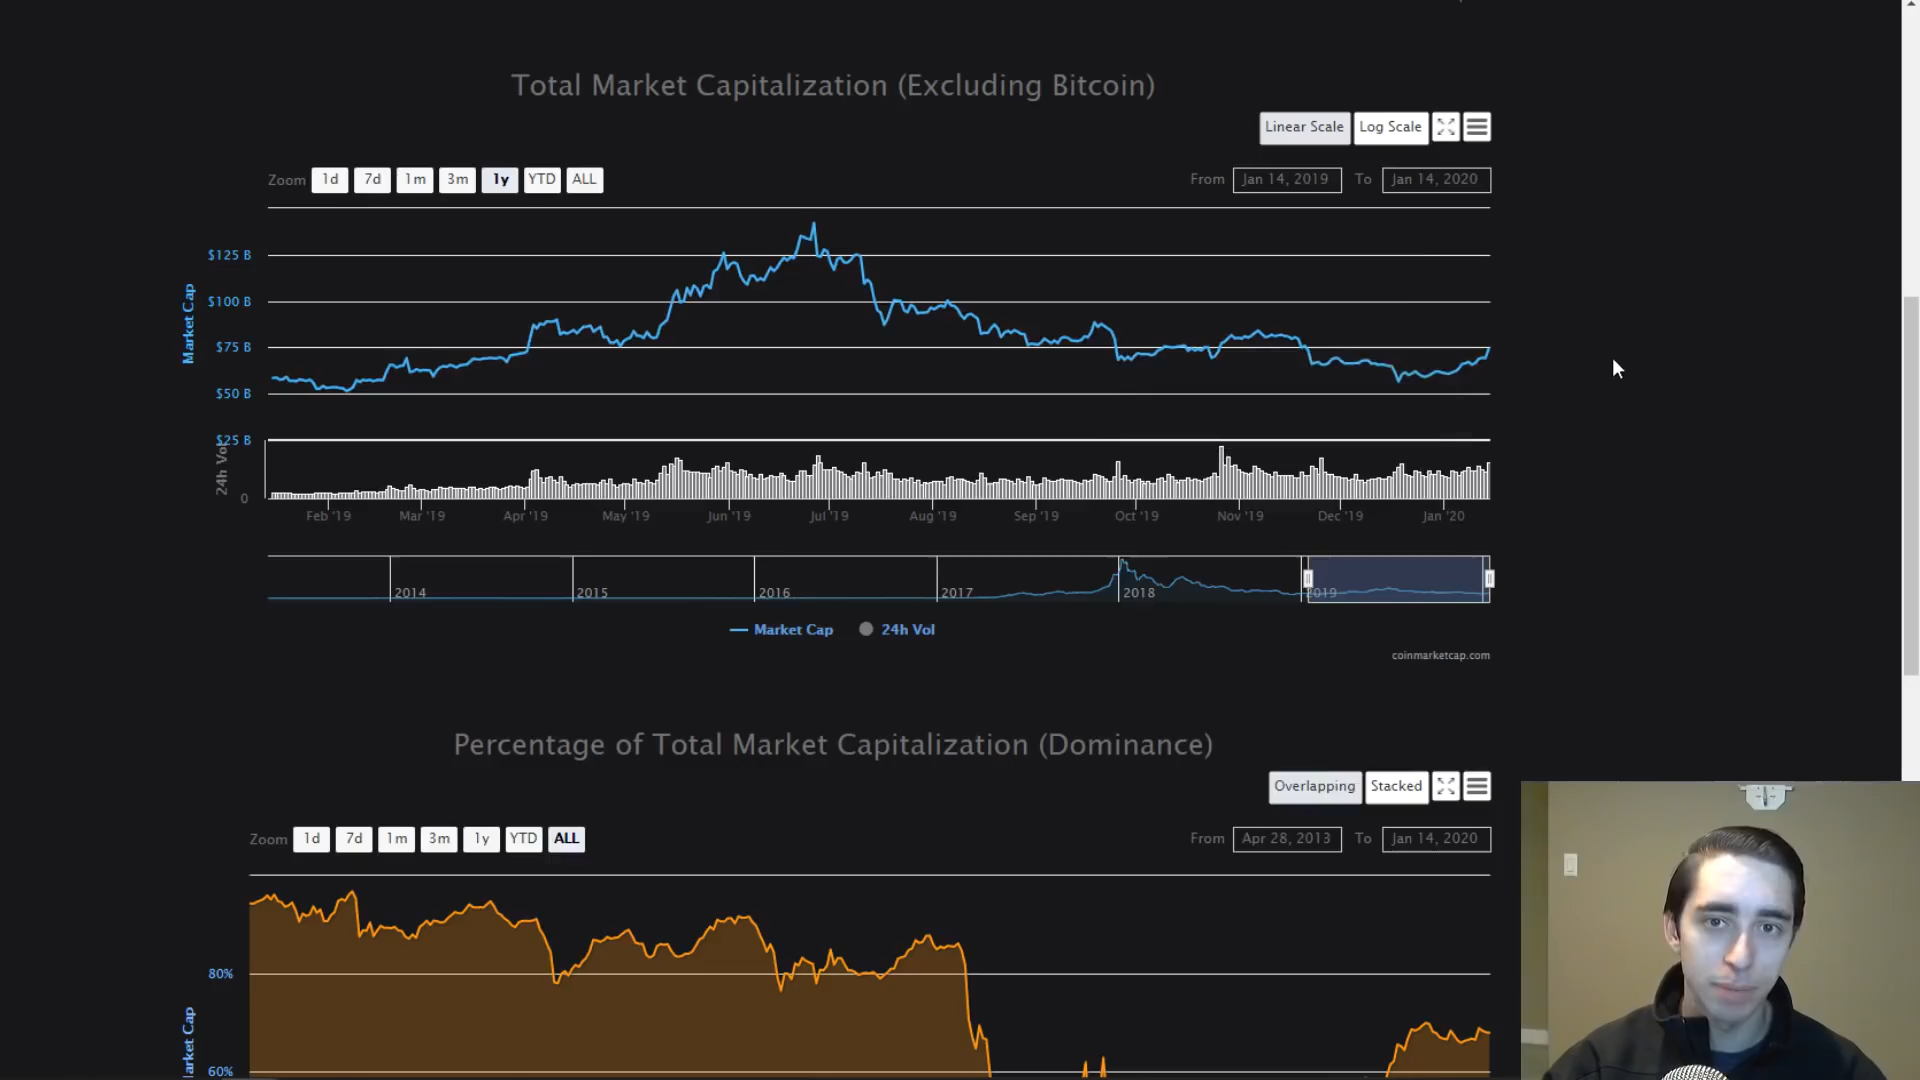 Total Market Capitalization (Excluding Bitcoin)
Linear Scale Log Scale
Zoom 1d 7d 1m 3m 1y YTD ALL From Jan 14, 2019 To Jan 14, 2020
$125 B
$100 B
$75 B
$50 B
$25 B
0
Market Cap
24h Vol
Feb '19 Mar '19 Apr '19 May '19 Jun '19 Jul '19 Aug '19 Sep '19 Oct '19 Nov '19 Dec '19 Jan '20
2014 2015 2016 2017 2018 2019
Market Cap 24h Vol
coinmarketcap.com
Percentage of Total Market Capitalization (Dominance)
Overlapping Stacked
Zoom 1d 7d 1m 3m 1y YTD ALL From Apr 28, 2013 To Jan 14, 2020
80%
60%
arket Cap